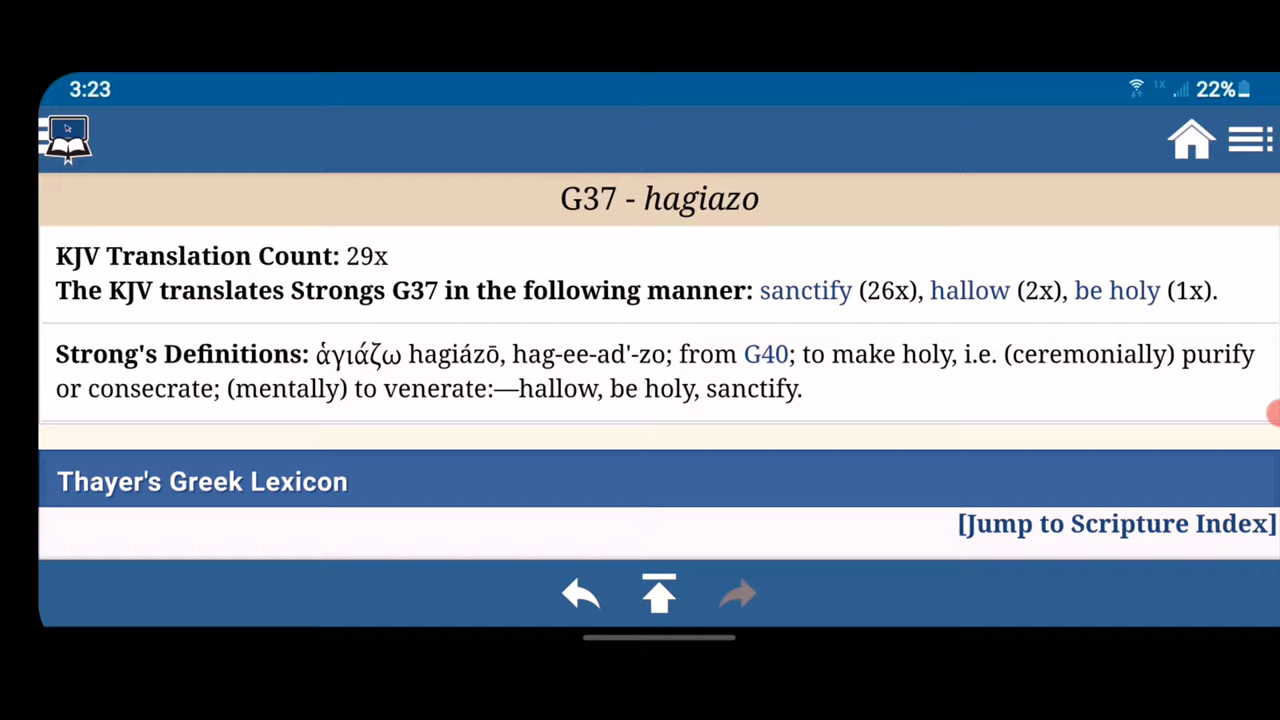 3:23
1X 22%
G37 - hagiazo
KJV Translation Count: 29x
The KJV translates Strongs G37 in the following manner: sanctify (26x), hallow (2x), be holy (1x).
Strong's Definitions: ἁγιάζω hagiázō, hag-ee-ad'-zo; from G40; to make holy, i.e. (ceremonially) purify
or consecrate; (mentally) to venerate:—hallow, be holy, sanctify.
Thayer's Greek Lexicon
[Jump to Scripture Index]